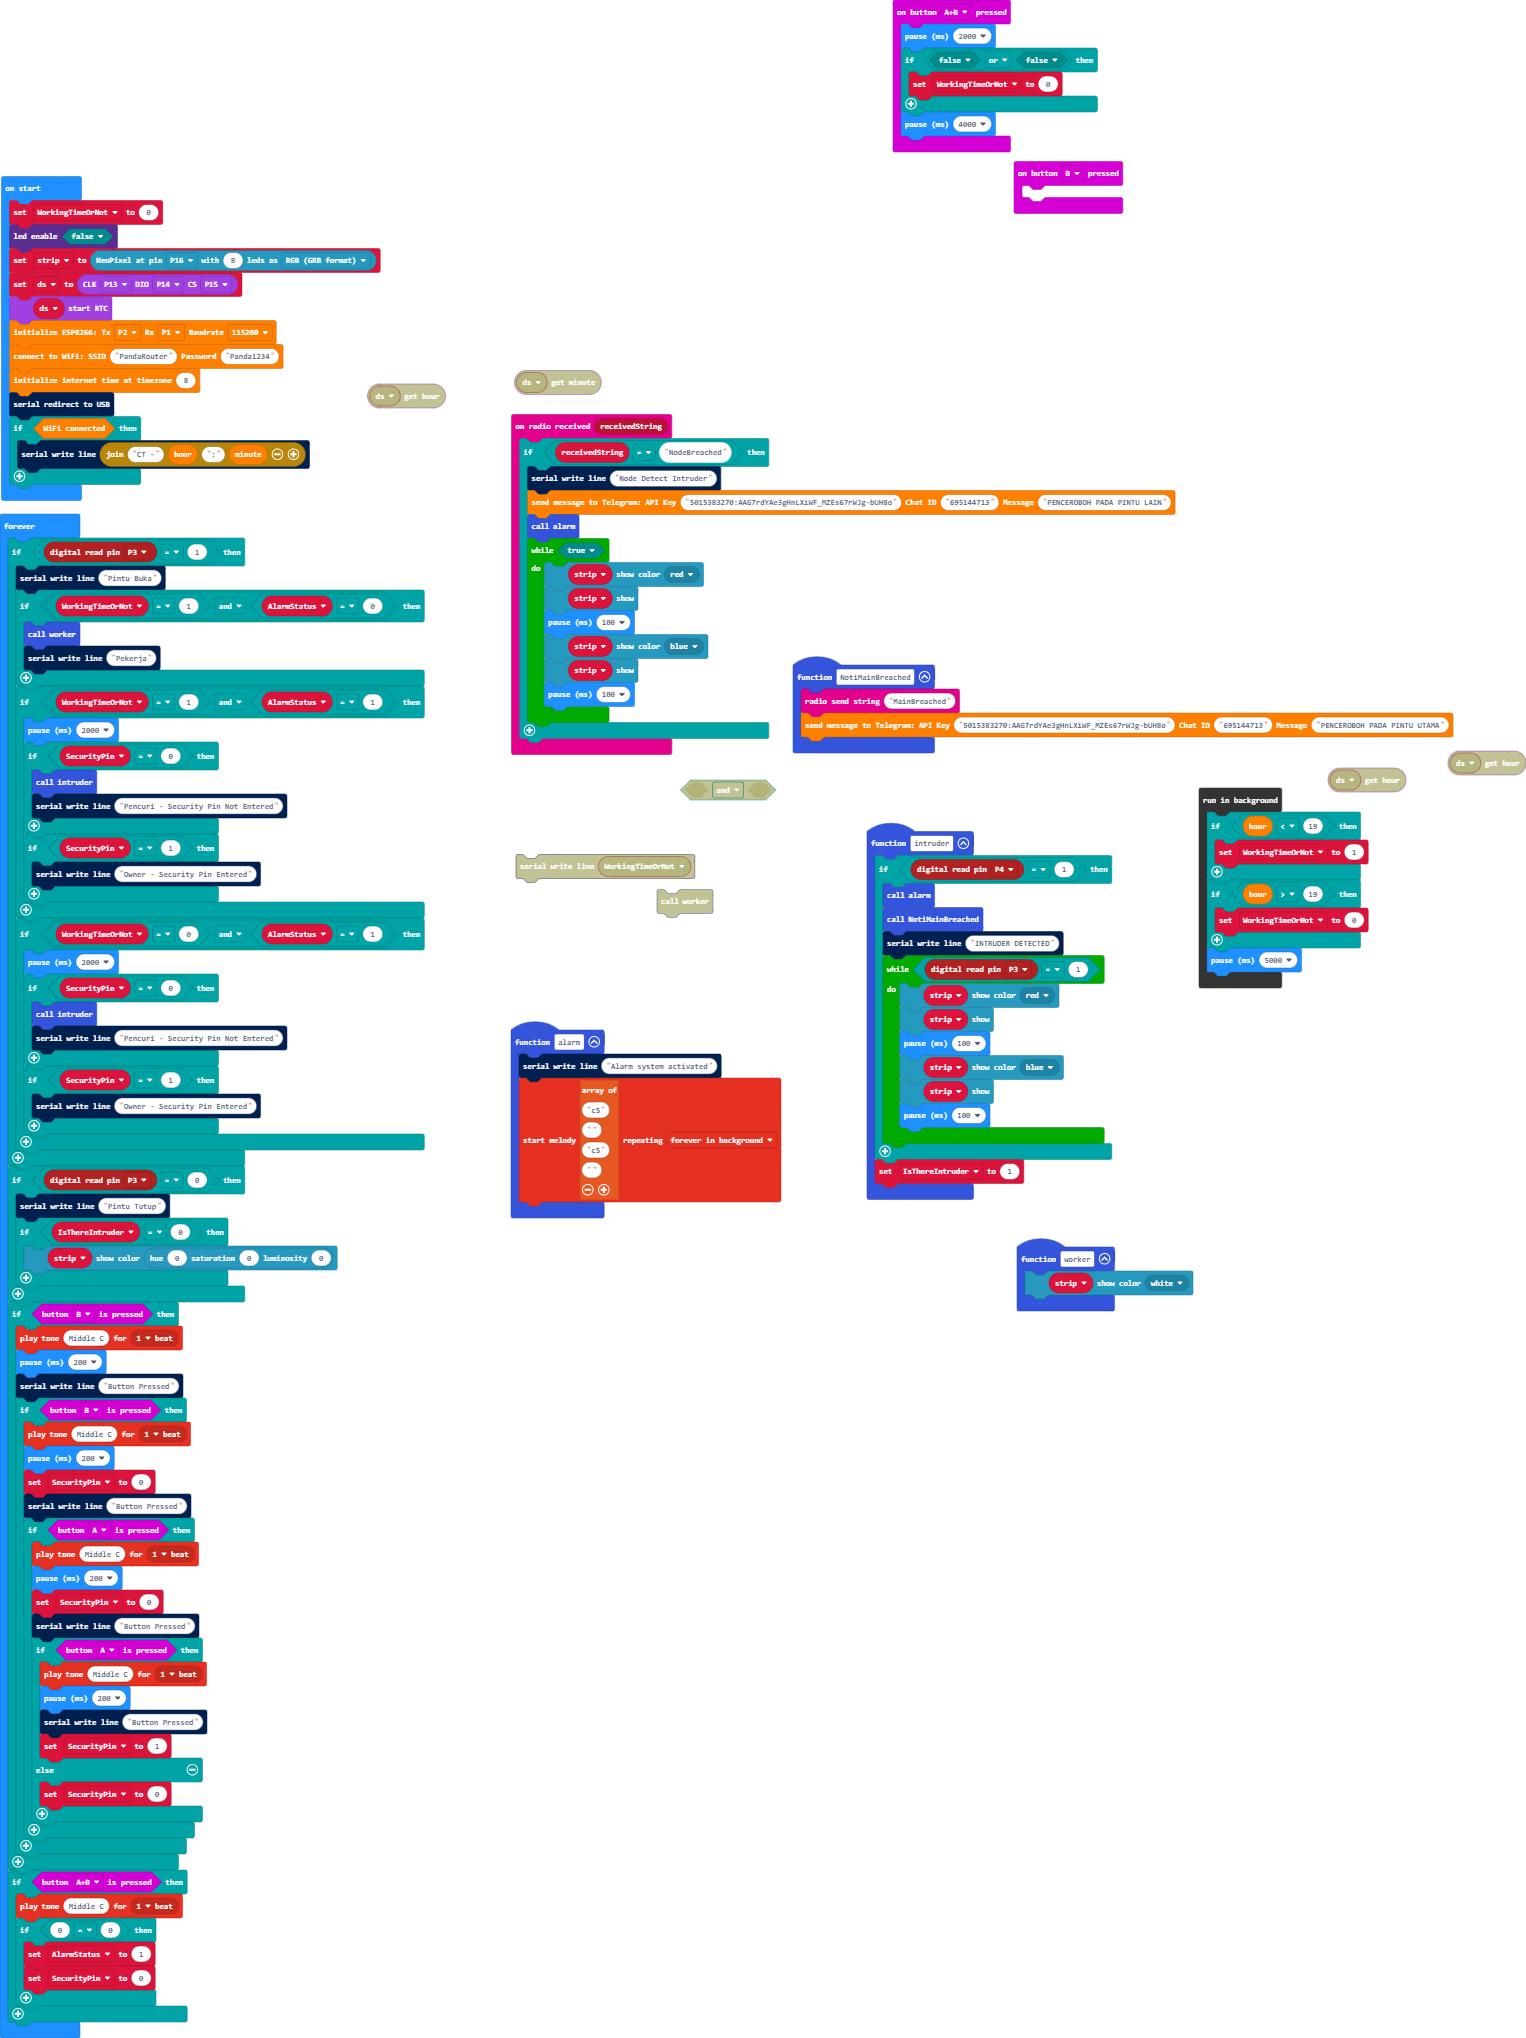 on button A+B pressed
pause (ms) 2000
if false or false then
set WorkingTimeOrNot to 0
pause (ms) 4000
on button B pressed
on start
set WorkingTimeOrNot to 0
led enable false
set strip to NeoPixel at pin P16 with 8 leds as RGB (GRB format)
set ds to CLK P13 DIO P14 CS P15
ds start RTC
initialize ESP8266: Tx P2 Rx P1 Baudrate 115200
connect to WiFi: SSID "PandaRouter" Password "Panda1234"
initialize internet time at timezone 8
serial redirect to USB
if WiFi connected then
serial write line join "CT -" hour ":" minute
ds get hour
ds get minute
forever
if digital read pin P3 = 1 then
serial write line "Pintu Buka"
if WorkingTimeOrNot = 1 and AlarmStatus = 0 then
call worker
serial write line "Pekerja"
if WorkingTimeOrNot = 1 and AlarmStatus = 1 then
pause (ms) 2000
if SecurityPin = 0 then
call intruder
serial write line "Pencuri - Security Pin Not Entered"
if SecurityPin = 1 then
serial write line "Owner - Security Pin Entered"
if WorkingTimeOrNot = 0 and AlarmStatus = 1 then
pause (ms) 2000
if SecurityPin = 0 then
call intruder
serial write line "Pencuri - Security Pin Not Entered"
if SecurityPin = 1 then
serial write line "Owner - Security Pin Entered"
if digital read pin P3 = 0 then
serial write line "Pintu Tutup"
if IsThereIntruder = 0 then
strip show color hue 0 saturation 0 luminosity 0
if button B is pressed then
play tone Middle C for 1 beat
pause (ms) 200
serial write line "Button Pressed"
if button B is pressed then
play tone Middle C for 1 beat
pause (ms) 200
set SecurityPin to 0
serial write line "Button Pressed"
if button A is pressed then
play tone Middle C for 1 beat
pause (ms) 200
set SecurityPin to 0
serial write line "Button Pressed"
if button A is pressed then
play tone Middle C for 1 beat
pause (ms) 200
serial write line "Button Pressed"
set SecurityPin to 1
else
set SecurityPin to 0
if button A+B is pressed then
play tone Middle C for 1 beat
if 0 = 0 then
set AlarmStatus to 1
set SecurityPin to 0
on radio received receivedString
if receivedString = "NodeBreached" then
serial write line "Node Detect Intruder"
send message to Telegram: API Key "5015383270:AAG7rdYAe3gHnLXiWF_MZEs67rWJg-bUH8o" Chat ID "695144713" Message "PENCEROBOH PADA PINTU LAIN"
call alarm
while true
do strip show color red
strip show
pause (ms) 100
strip show color blue
strip show
pause (ms) 100
and
serial write line WorkingTimeOrNot
call worker
function alarm
serial write line "Alarm system activated"
start melody array of "c5" " " "c5" " " repeating forever in background
function NotiMainBreached
radio send string "MainBreached"
send message to Telegram: API Key "5015383270:AAG7rdYAe3gHnLXiWF_MZEs67rWJg-bUH8o" Chat ID "695144713" Message "PENCEROBOH PADA PINTU UTAMA"
function intruder
if digital read pin P4 = 1 then
call alarm
call NotiMainBreached
serial write line "INTRUDER DETECTED"
while digital read pin P3 = 1
do strip show color red
strip show
pause (ms) 100
strip show color blue
strip show
pause (ms) 100
set IsThereIntruder to 1
function worker
strip show color white
ds get hour
ds get hour
run in background
if hour < 19 then
set WorkingTimeOrNot to 1
if hour > 19 then
set WorkingTimeOrNot to 0
pause (ms) 5000